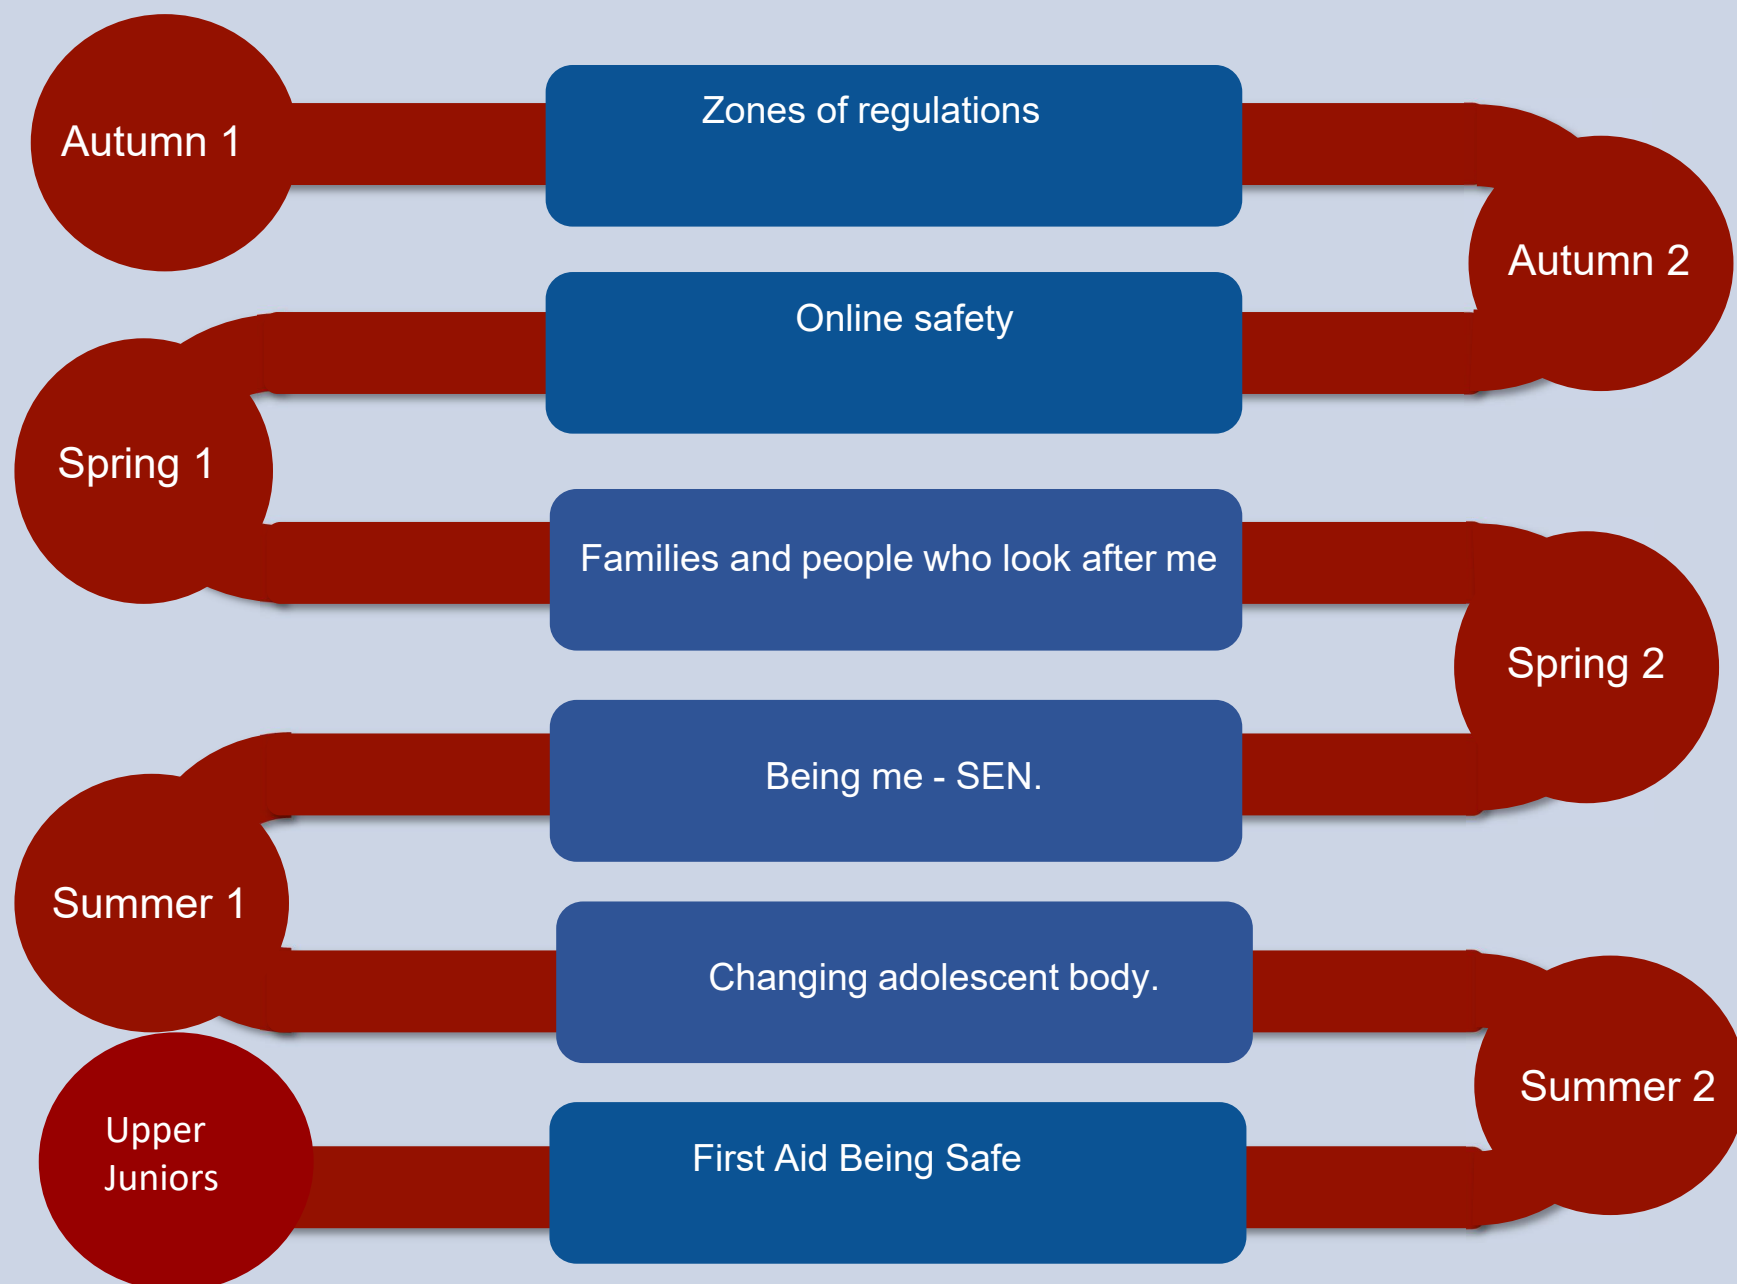 Autumn 1
Zones of regulations
Autumn 2
Online safety
Spring 1
Families and people who look after me
Spring 2
Being me - SEN.
Summer 1
Changing adolescent body.
Summer 2
First Aid Being Safe
Upper
Juniors